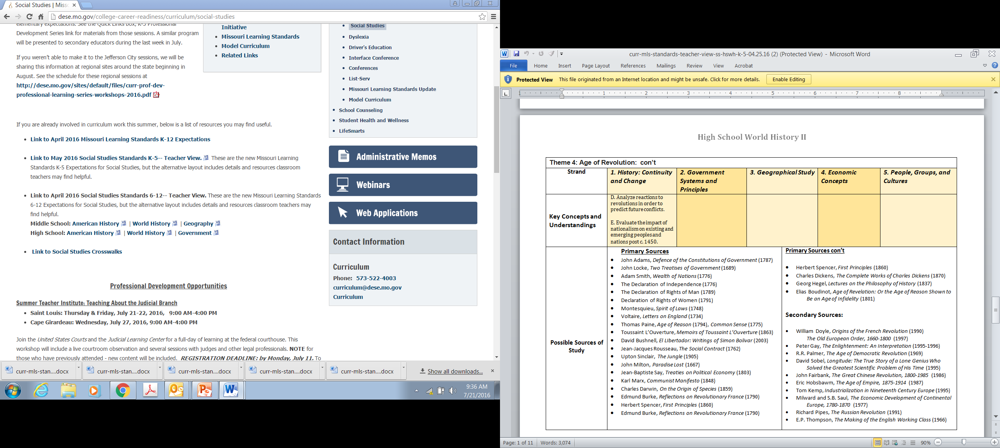 Social Studies | Miss
dese.mo.gov/college-career-readiness/curriculum/social-studies
elementary expectations. See the Quick Links box, K-5 Professional
Development Series link for materials from those sessions. A similar program
will be presented to secondary educators during the last week in July.
If you weren't able to make it to the Jefferson City sessions, we will be
sharing this information at regional sites around the state beginning in
August. See the schedule for these regional sessions at
http://dese.mo.gov/sites/default/files/curr-prof-dev-
professional-learning-series-workshops-2016.pdf
Initiative
• Missouri Learning Standards
• Model Curriculum
• Related Links
If you are already involved in curriculum work this summer, below is a list of resources you may find useful.
• Link to April 2016 Missouri Learning Standards K-12 Expectations
• Link to May 2016 Social Studies Standards K-5-- Teacher View. These are the new Missouri Learning
Standards K-5 Expectations for Social Studies, but the alternative layout includes details and resources classroom
teachers may find helpful.
• Link to April 2016 Social Studies Standards 6-12-- Teacher View. These are the new Missouri Learning Standards
6-12 Expectations for Social Studies, but the alternative layout includes details and resources classroom teachers may
find helpful.
Middle School: American History | World History | Geography
High School: American History | World History | Government
• Link to Social Studies Crosswalks
Professional Development Opportunities
Summer Teacher Institute: Teaching About the Judicial Branch
• Saint Louis: Thursday & Friday, July 21-22, 2016, 9:00 AM-4:00 PM
• Cape Girardeau: Wednesday, July 27, 2016, 9:00 AM-4:00 PM
Join the United States Courts and the Judicial Learning Center for a full-day of learning at the federal courthouse. This
workshop will include a live courtroom observation and several sessions with judges and other legal professionals. NOTE for
those who have previously attended - new content will be included. REGISTRATION DEADLINE: by Monday, July 11. To
• Social Studies
• Dyslexia
• Driver's Education
• Interface Conference
• Conferences
• List-Serv
• Missouri Learning Standards Update
• Model Curriculum
• School Counseling
• Student Health and Wellness
• LifeSmarts
Administrative Memos
Webinars
Web Applications
Contact Information
Curriculum
Phone: 573-522-4003
curriculum@dese.mo.gov
Curriculum
curr-mls-stan....docx
curr-mls-stan....docx
curr-mls-stan....docx
curr-mls-stan....docx
curr-mls-stan....docx
Show all downloads...
9:36 AM
7/21/2016
curr-mls-standards-teacher-view-ss-hswh-k-5-04.25.16 (2) (Protected View) - Microsoft Word
File Home Insert Page Layout References Mailings Review View Acrobat
Protected View This file originated from an Internet location and might be unsafe. Click for more details. Enable Editing
1 1 2 3 4 5 6 7 8
High School World History II
Theme 4: Age of Revolution: con't
Strand
1. History: Continuity
and Change
2. Government
Systems and
Principles
3. Geographical Study
4. Economic
Concepts
5. People, Groups, and
Cultures
Key Concepts and
Understandings
D. Analyze reactions to
revolutions in order to
predict future conflicts.
E. Evaluate the impact of
nationalism on existing and
emerging peoples and
nations post c. 1450.
Possible Sources of
Study
Primary Sources
• John Adams, Defence of the Constitutions of Government (1787)
• John Locke, Two Treatises of Government (1689)
• Adam Smith, Wealth of Nations (1776)
• The Declaration of Independence (1776)
• The Declaration of Rights of Man (1789)
• Declaration of Rights of Women (1791)
• Montesquieu, Spirit of Laws (1748)
• Voltaire, Letters on England (1734)
• Thomas Paine, Age of Reason (1794), Common Sense (1775)
• Toussaint L'Ouverture, Memoirs of Toussaint L'Ouverture (1863)
• David Bushnell, El LIbertador: Writings of Simon Bolivar (2003)
• Jean-Jacques Rousseau, The Social Contract (1762)
• Upton Sinclair, The Jungle (1905)
• John Milton, Paradise Lost (1667)
• Jean-Baptiste Say, Treaties on Political Economy (1803)
• Karl Marx, Communist Manifesto (1848)
• Charles Darwin, On the Origin of Species (1859)
• Edmund Burke, Reflections on Revolutionary France (1790)
• Herbert Spencer, First Principles (1860)
• Edmund Burke, Reflections on Revolutionary France (1790)
Primary Sources con't
• Herbert Spencer, First Principles (1860)
• Charles Dickens, The Complete Works of Charles Dickens (1870)
• Georg Hegel, Lectures on the Philosophy of History (1837)
• Elias Boudinot, Age of Revelation: Or the Age of Reason Shown to
Be an Age of Infidelity (1801)
Secondary Sources:
• William Doyle, Origins of the French Revolution (1990)
The Old European Order, 1660-1800 (1997)
• Peter Gay, The Enlightenment: An Interpretation (1995-1996)
• R.R. Palmer, The Age of Democratic Revolution (1969)
• David Sobel, Longitude: The True Story of a Lone Genius Who
Solved the Greatest Scientific Problem of His Time (1995)
• John Fairbank, The Great Chinese Revolution, 1800-1985 (1986)
• Eric Hobsbawm, The Age of Empire, 1875-1914 (1987)
• Tom Kemp, Industrialization in Nineteenth Century Europe (1995)
• Milward and S.B. Saul, The Economic Development of Continental
Europe, 1780-1870 (1977)
• Richard Pipes, The Russian Revolution (1991)
• E.P. Thompson, The Making of the English Working Class (1966)
Page: 1 of 11 Words: 3,074 90%